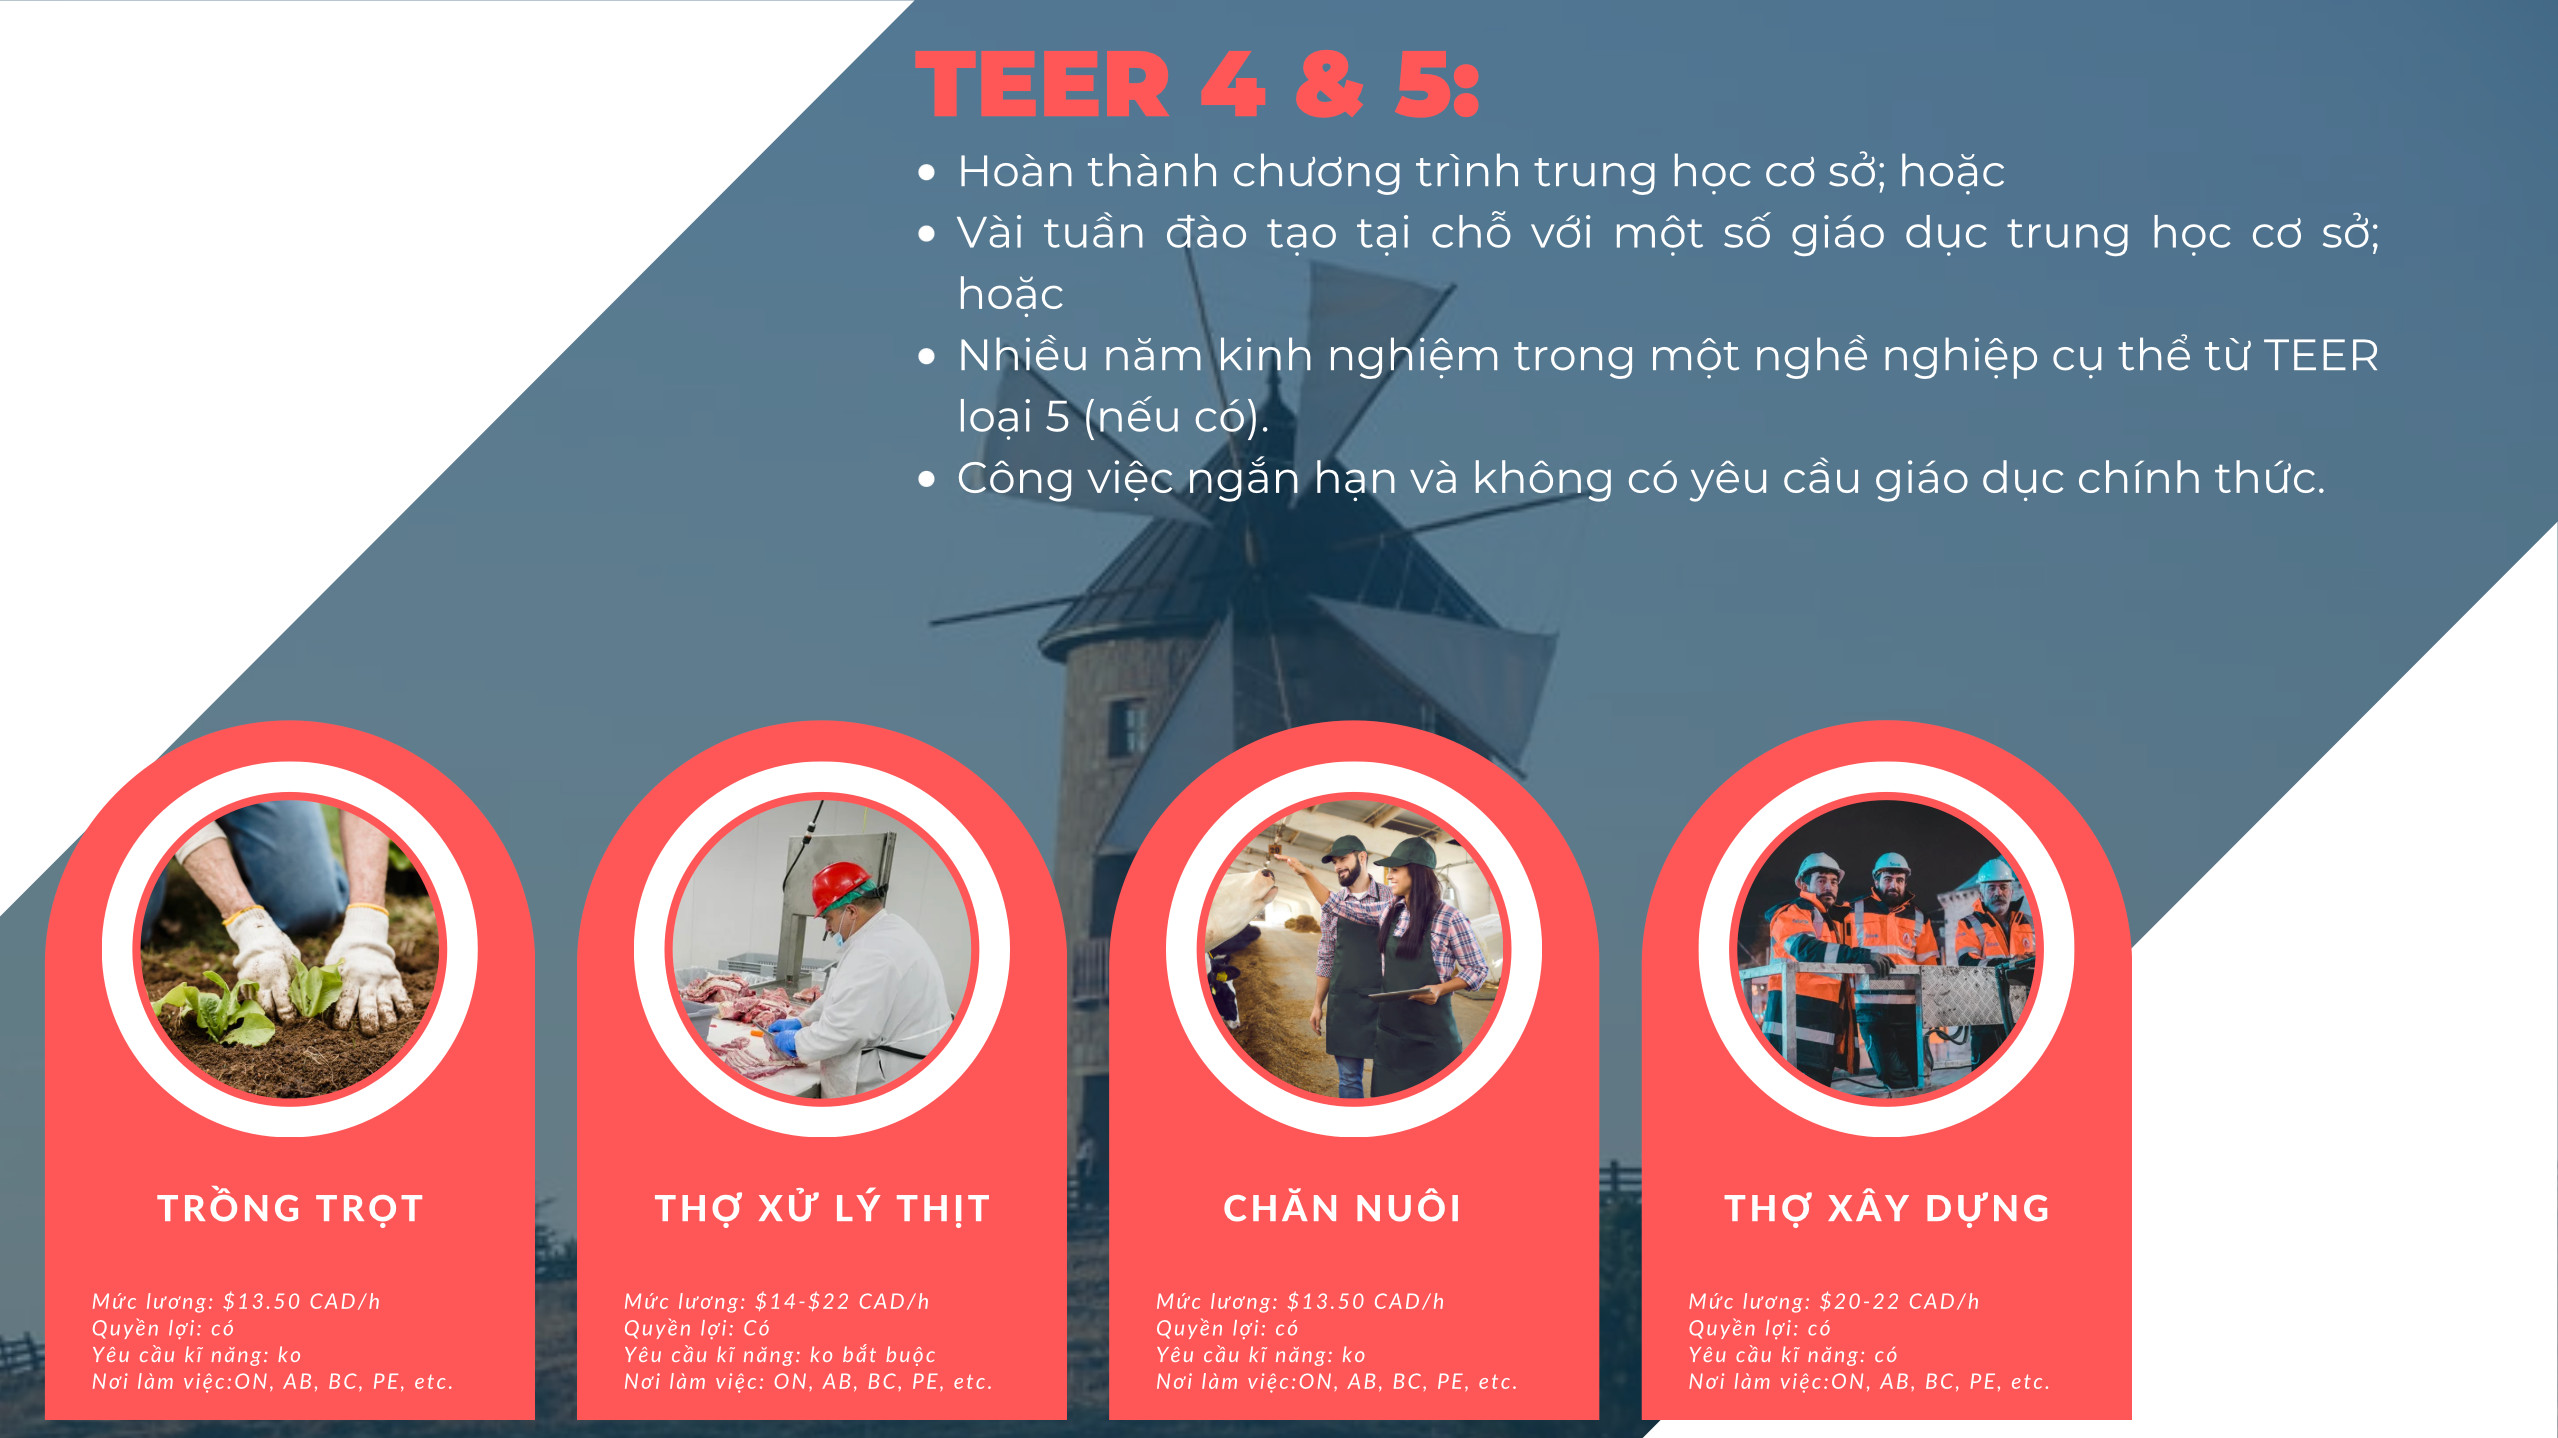 TEER 4 & 5:
Hoàn thành chương trình trung học cơ sở; hoặc
Vài tuần đào tạo tại chỗ với một số giáo dục trung học cơ sở;
hoặc
Nhiều năm kinh nghiệm trong một nghề nghiệp cụ thể từ TEER
loại 5 (nếu có).
Công việc ngắn hạn và không có yêu cầu giáo dục chính thức.
TRỒNG TRỌT
Mức lương: $13.50 CAD/h
Quyền lợi: có
Yêu cầu kĩ năng: ko
Nơi làm việc:ON, AB, BC, PE, etc.
THỢ XỬ LÝ THỊT
Mức lương: $14-$22 CAD/h
Quyền lợi: Có
Yêu cầu kĩ năng: ko bắt buộc
Nơi làm việc: ON, AB, BC, PE, etc.
CHĂN NUÔI
Mức lương: $13.50 CAD/h
Quyền lợi: có
Yêu cầu kĩ năng: ko
Nơi làm việc:ON, AB, BC, PE, etc.
THỢ XÂY DỰNG
Mức lương: $20-22 CAD/h
Quyền lợi: có
Yêu cầu kĩ năng: có
Nơi làm việc:ON, AB, BC, PE, etc.